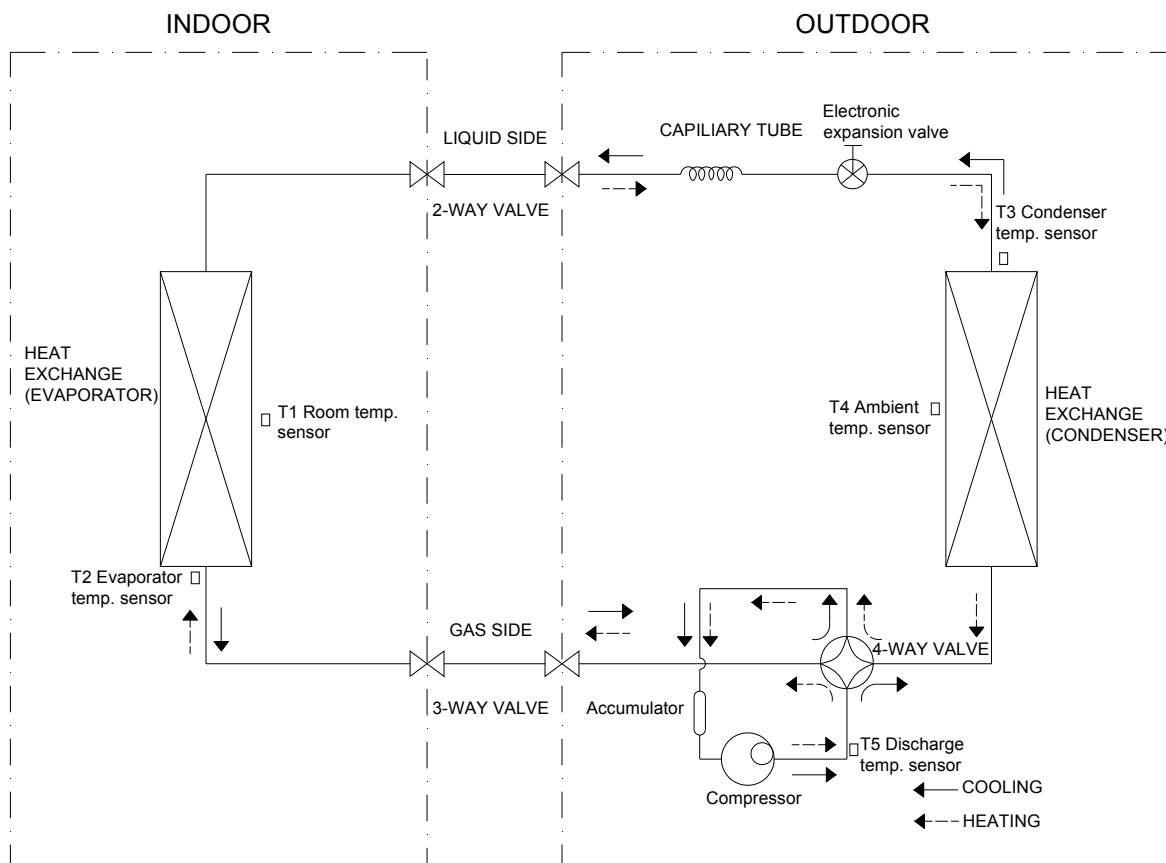 INDOOR
OUTDOOR
LIQUID SIDE
CAPILIARY TUBE
Electronic
expansion valve
2-WAY VALVE
T3 Condenser
temp. sensor
HEAT
EXCHANGE
(EVAPORATOR)
T1 Room temp.
sensor
T4 Ambient
temp. sensor
HEAT
EXCHANGE
(CONDENSER)
T2 Evaporator
temp. sensor
GAS SIDE
4-WAY VALVE
3-WAY VALVE
Accumulator
T5 Discharge
temp. sensor
Compressor
COOLING
HEATING